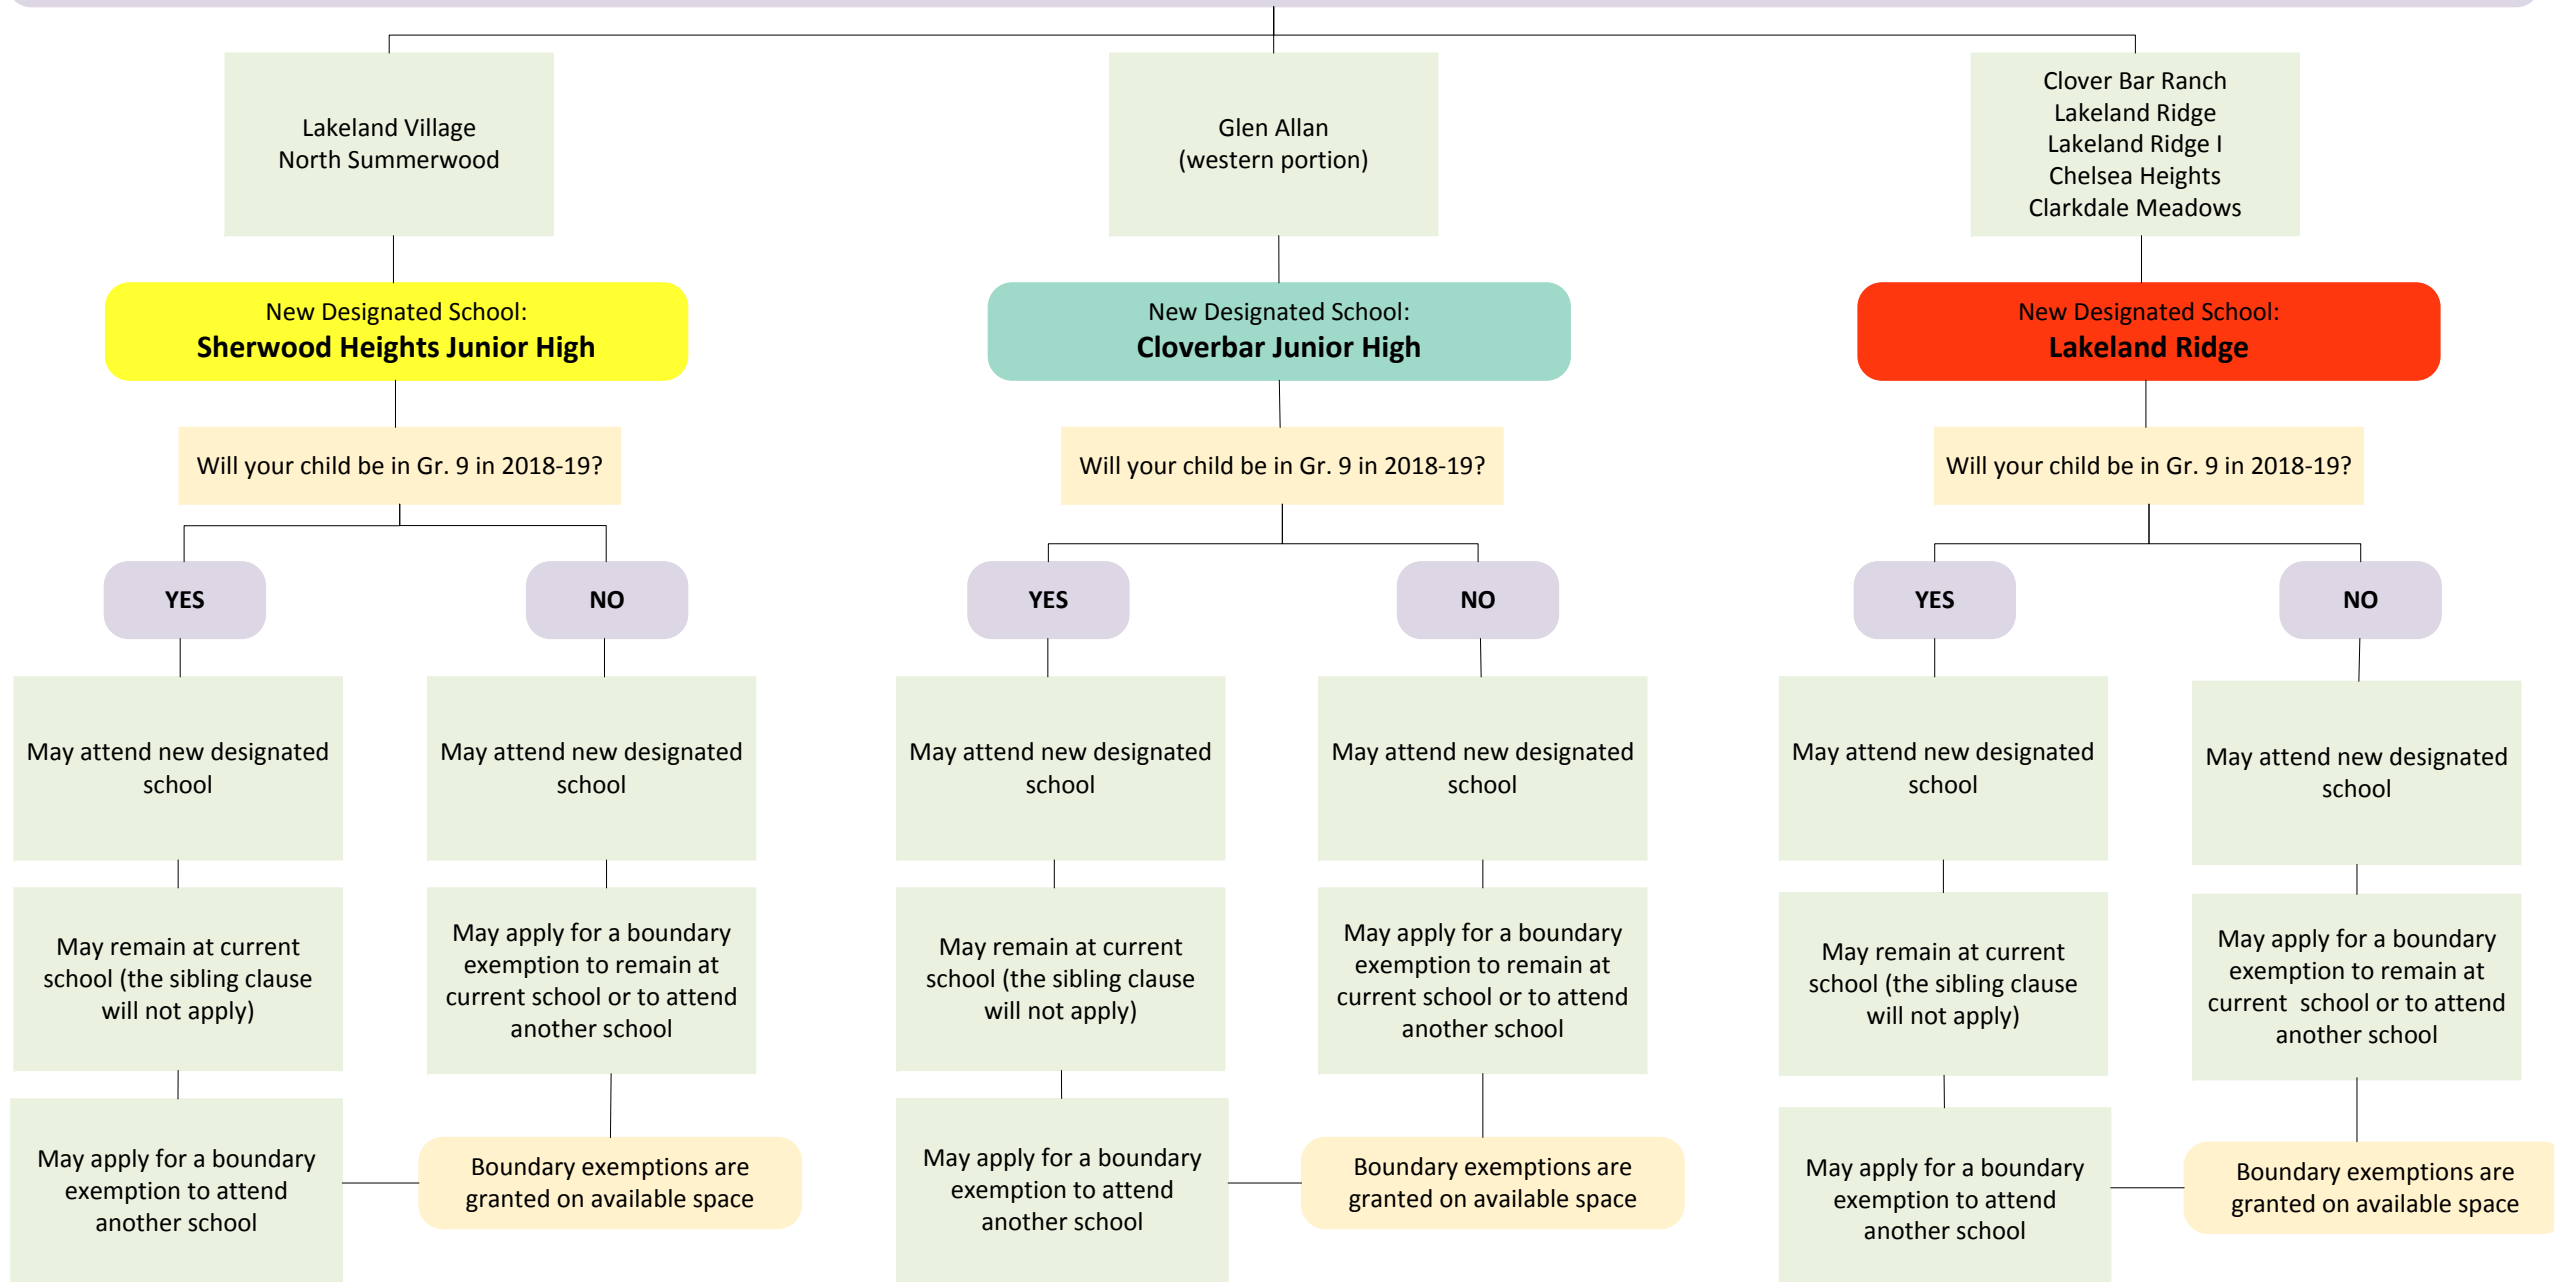 Lakeland Village
North Summerwood
Glen Allan
(western portion)
Clover Bar Ranch
Lakeland Ridge
Lakeland Ridge I
Chelsea Heights
Clarkdale Meadows
New Designated School:
Sherwood Heights Junior High
New Designated School:
Cloverbar Junior High
New Designated School:
Lakeland Ridge
Will your child be in Gr. 9 in 2018-19?
Will your child be in Gr. 9 in 2018-19?
Will your child be in Gr. 9 in 2018-19?
YES
NO
YES
NO
YES
NO
May attend new designated
school
May attend new designated
school
May attend new designated
school
May attend new designated
school
May attend new designated
school
May attend new designated
school
May remain at current
school (the sibling clause
will not apply)
May apply for a boundary
exemption to remain at
current school or to attend
another school
May remain at current
school (the sibling clause
will not apply)
May apply for a boundary
exemption to remain at
current school or to attend
another school
May remain at current
school (the sibling clause
will not apply)
May apply for a boundary
exemption to remain at
current  school or to attend
another school
May apply for a boundary
exemption to attend
another school
Boundary exemptions are
granted on available space
May apply for a boundary
exemption to attend
another school
Boundary exemptions are
granted on available space
May apply for a boundary
exemption to attend
another school
Boundary exemptions are
granted on available space